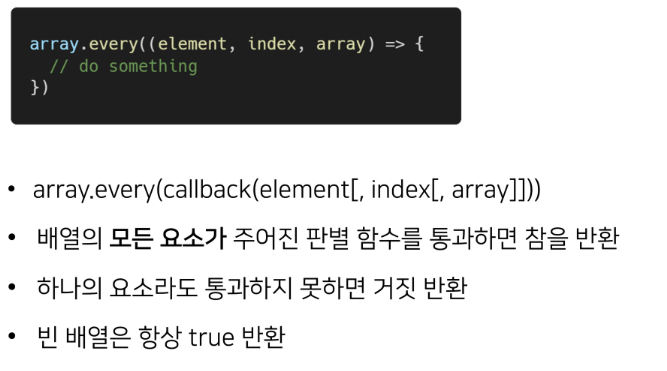 array.every((element, index, array) => {
  // do something
})
• array.every(callback(element[, index[, array]]))
• 배열의 모든 요소가 주어진 판별 함수를 통과하면 참을 반환
• 하나의 요소라도 통과하지 못하면 거짓 반환
• 빈 배열은 항상 true 반환